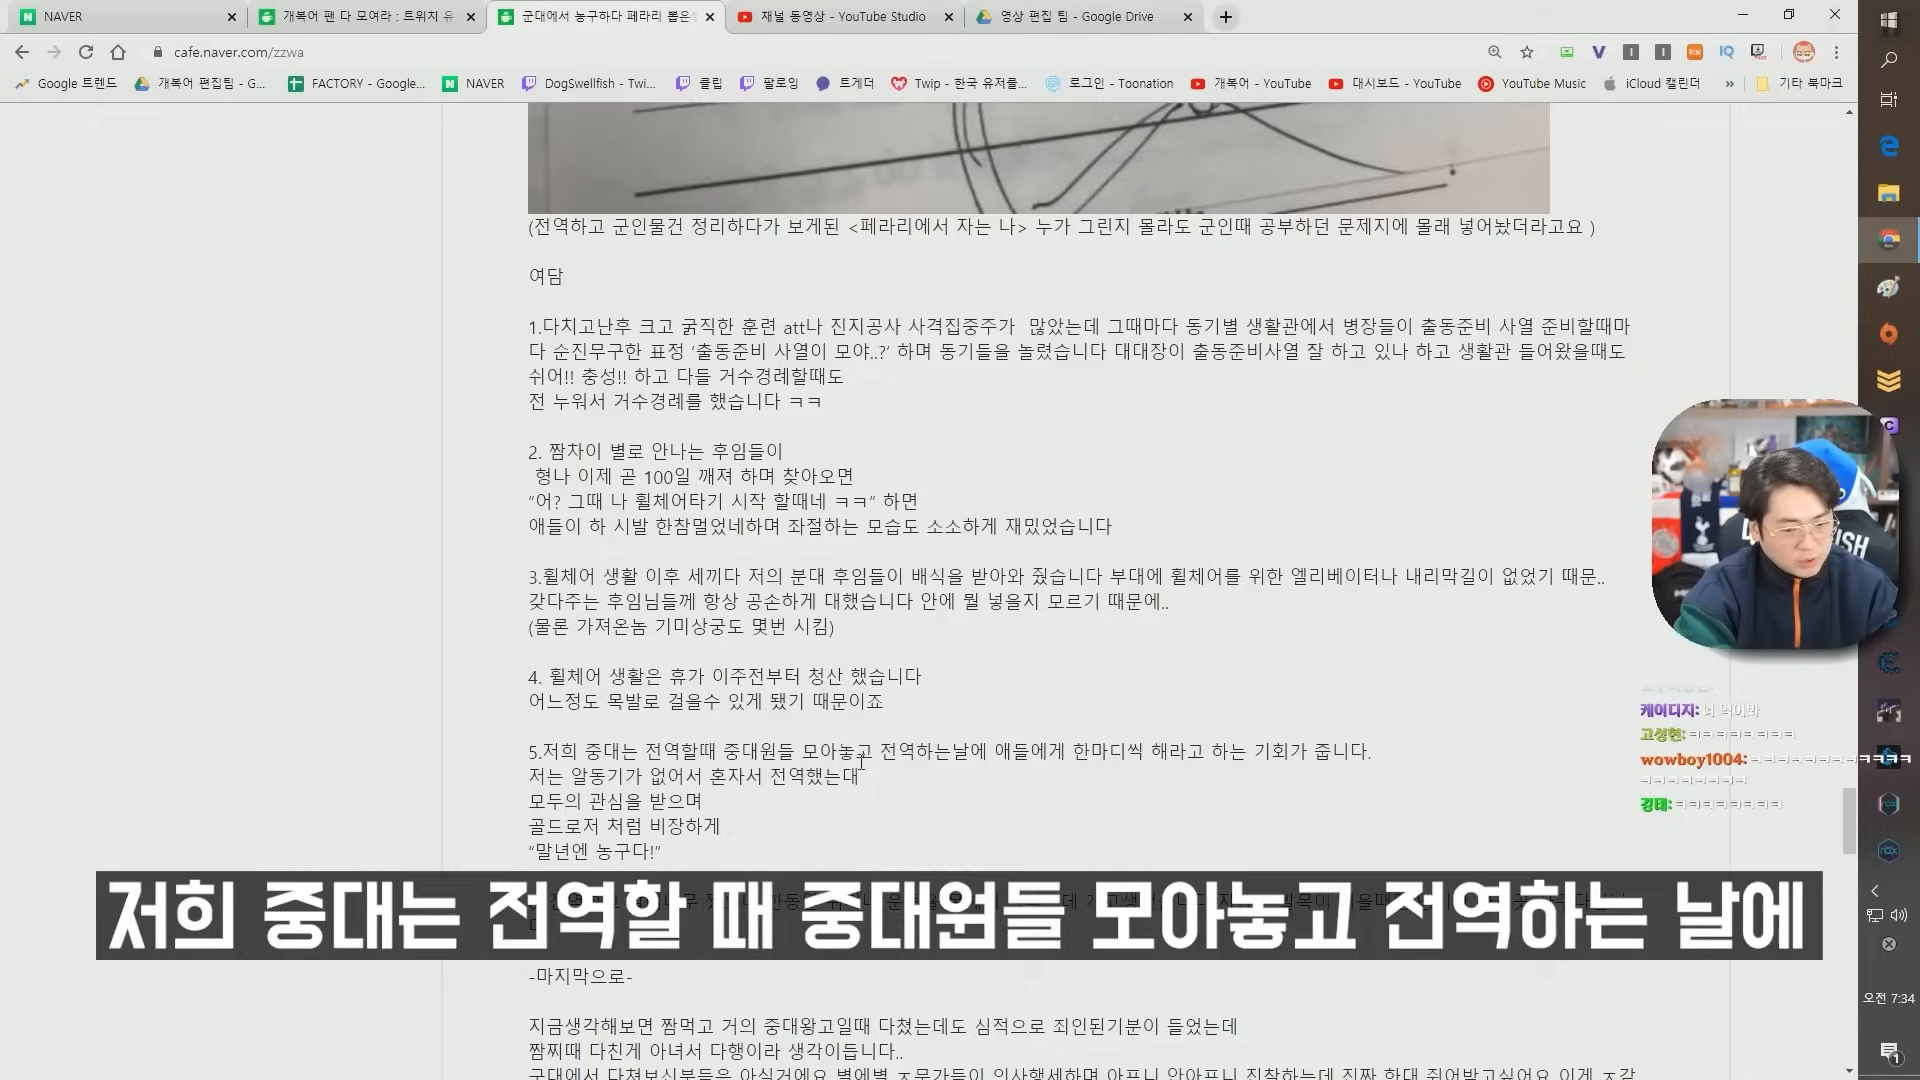 NAVER
개복어 팬 다 모여라 : 트위치 유
군대에서 농구하다 페라리 뽑은
채널 동영상 - YouTube Studio
영상 편집 팀 - Google Drive
cafe.naver.com/zzwa
Google 트렌드
개복어 편집팀 - G...
FACTORY - Google...
NAVER
DogSwellfish - Twi...
클립
팔로잉
트게더
Twip - 한국 유저를...
로그인 - Toonation
개복어 - YouTube
대시보드 - YouTube
YouTube Music
iCloud 캘린더
»
기타 북마크
(전역하고 군인물건 정리하다가 보게된 <페라리에서 자는 나> 누가 그린지 몰라도 군인때 공부하던 문제지에 몰래 넣어놨더라고요 )
여담
1.다치고난후 크고 굵직한 훈련 att나 진지공사 사격집중주가  많았는데 그때마다 동기별 생활관에서 병장들이 출동준비 사열 준비할때마
다 순진무구한 표정 ‘출동준비 사열이 모야..?’ 하며 동기들을 놀렸습니다 대대장이 출동준비사열 잘 하고 있나 하고 생활관 들어왔을때도
쉬어!! 충성!! 하고 다들 거수경례할때도
전 누워서 거수경례를 했습니다 ㅋㅋ
2. 짬차이 별로 안나는 후임들이
형나 이제 곧 100일 깨져 하며 찾아오면
“어? 그때 나 휠체어타기 시작 할때네 ㅋㅋ” 하면
애들이 하 시발 한참멀었네하며 좌절하는 모습도 소소하게 재밌었습니다
3.휠체어 생활 이후 세끼다 저의 분대 후임들이 배식을 받아와 줬습니다 부대에 휠체어를 위한 엘리베이터나 내리막길이 없었기 때문..
갖다주는 후임님들께 항상 공손하게 대했습니다 안에 뭘 넣을지 모르기 때문에..
(물론 가져온놈 기미상궁도 몇번 시킴)
4. 휠체어 생활은 휴가 이주전부터 청산 했습니다
어느정도 목발로 걸을수 있게 됐기 때문이죠
5.저희 중대는 전역할때 중대원들 모아놓고 전역하는날에 애들에게 한마디씩 해라고 하는 기회가 줍니다.
저는 알동기가 없어서 혼자서 전역했는대
모두의 관심을 받으며
골드로저 처럼 비장하게
“말년엔 농구다!”
저희 중대는 전역할 때 중대원들 모아놓고 전역하는 날에
-마지막으로-
지금생각해보면 짬먹고 거의 중대왕고일때 다쳤는데도 심적으로 죄인된기분이 들었는데
짬찌때 다친게 아녀서 다행이라 생각이듭니다..
케이디지: 너 먹어봐
고성현: ㅋㅋㅋㅋㅋㅋㅋㅋ
wowboy1004: ㅋㅋㅋㅋㅋㅋㅋㅋㅋㅋㅋㅋ
ㅋㅋㅋㅋㅋㅋㅋㅋ
깅태: ㅋㅋㅋㅋㅋㅋㅋㅋ
오전 7:34